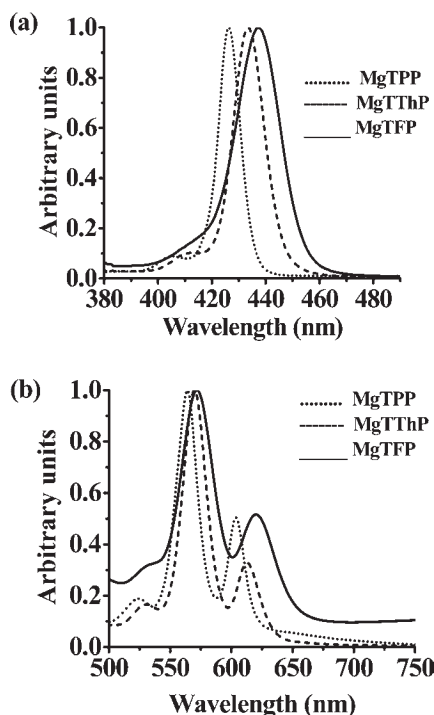 (a)
MgTPP
MgTThP
MgTFP
Arbitrary units
1.0
0.8
0.6
0.4
0.2
0.0
380 400 420 440 460 480
Wavelength (nm)
(b)
MgTPP
MgTThP
MgTFP
Arbitrary units
1.0
0.8
0.6
0.4
0.2
0.0
500 550 600 650 700 750
Wavelength (nm)